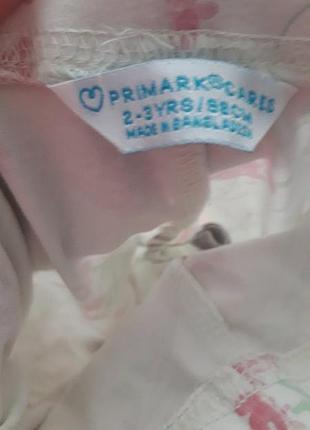 ♡ PRIMARK®CARES
2-3YRS/98CM
MADE IN BANGLADESH